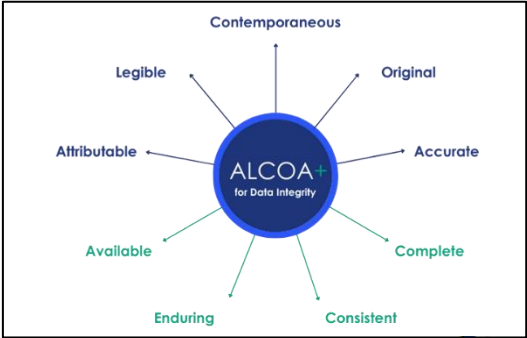 Contemporaneous
Legible
Original
Attributable
Accurate
ALCOA+
for Data Integrity
Available
Complete
Enduring
Consistent